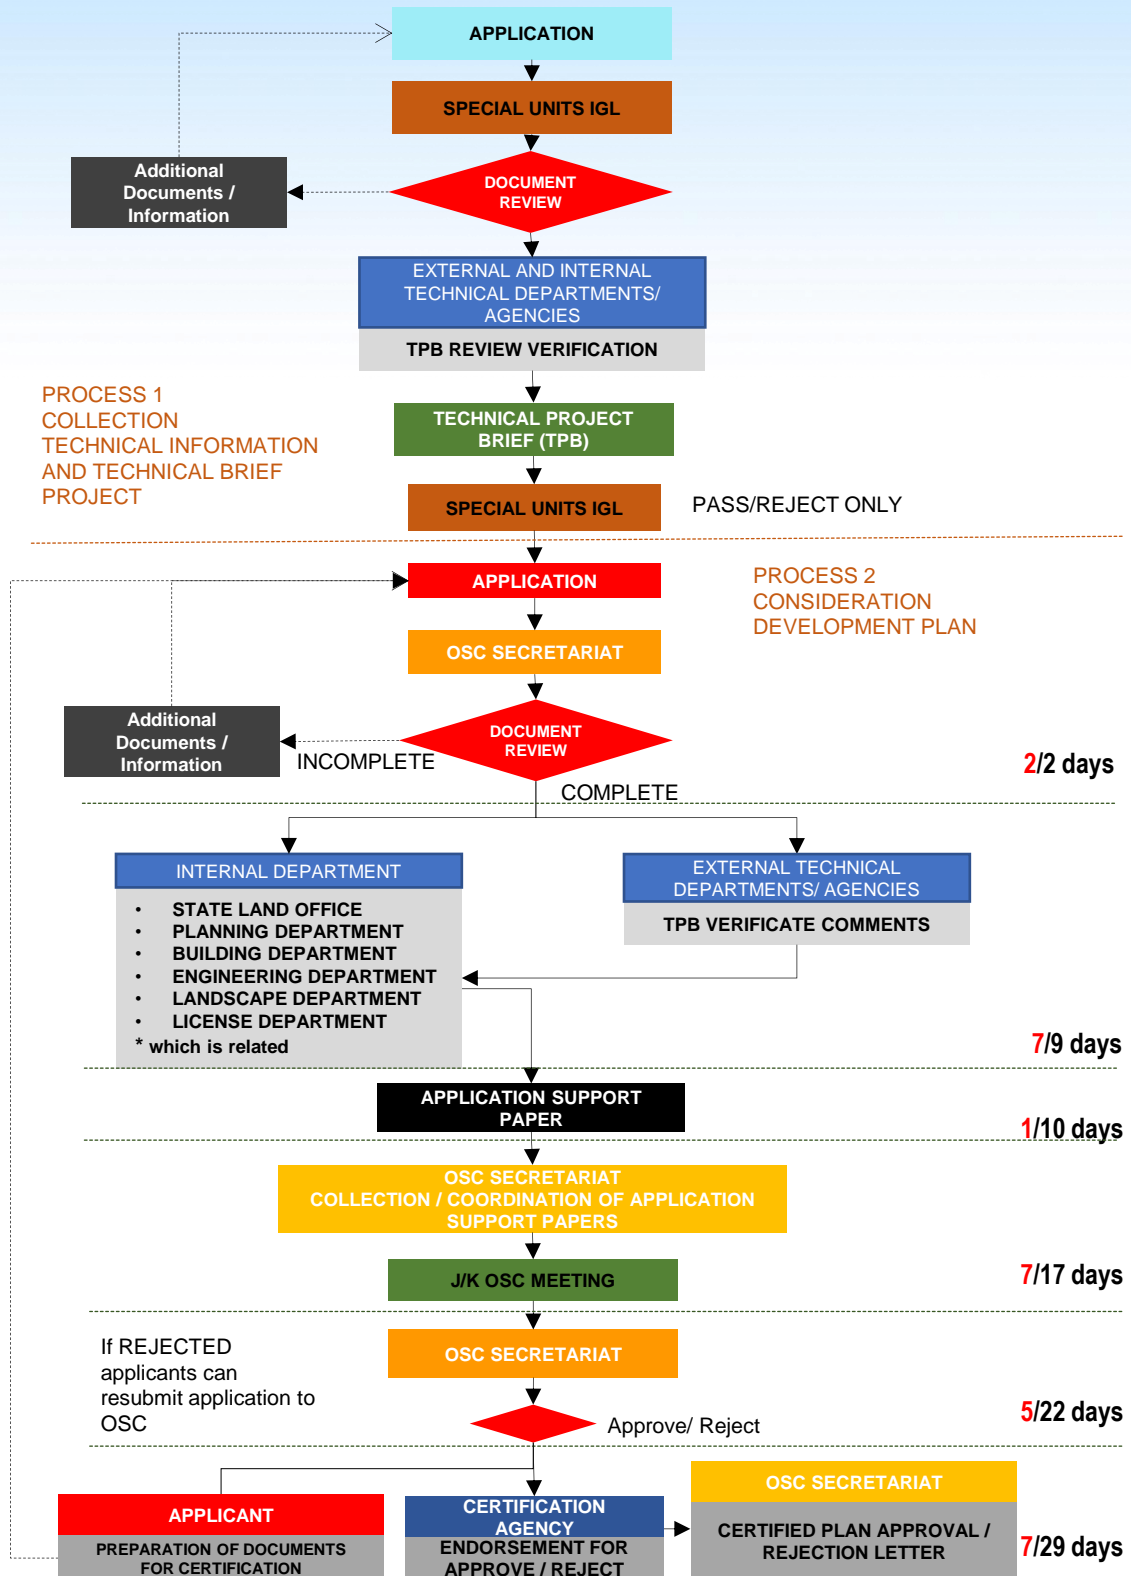 APPLICATION
SPECIAL UNITS IGL
Additional
Documents /
Information
DOCUMENT
REVIEW
EXTERNAL AND INTERNAL
TECHNICAL DEPARTMENTS/
AGENCIES
TPB REVIEW VERIFICATION
PROCESS 1
COLLECTION
TECHNICAL INFORMATION
AND TECHNICAL BRIEF
PROJECT
TECHNICAL PROJECT
BRIEF (TPB)
SPECIAL UNITS IGL
PASS/REJECT ONLY
APPLICATION
PROCESS 2
CONSIDERATION
DEVELOPMENT PLAN
OSC SECRETARIAT
Additional
Documents /
Information
INCOMPLETE
DOCUMENT
REVIEW
2/2 days
COMPLETE
INTERNAL DEPARTMENT
• STATE LAND OFFICE
• PLANNING DEPARTMENT
• BUILDING DEPARTMENT
• ENGINEERING DEPARTMENT
• LANDSCAPE DEPARTMENT
• LICENSE DEPARTMENT
* which is related
EXTERNAL TECHNICAL
DEPARTMENTS/ AGENCIES
TPB VERIFICATE COMMENTS
7/9 days
APPLICATION SUPPORT
PAPER
1/10 days
OSC SECRETARIAT
COLLECTION / COORDINATION OF APPLICATION
SUPPORT PAPERS
J/K OSC MEETING
7/17 days
If REJECTED
applicants can
resubmit application to
OSC
OSC SECRETARIAT
Approve/ Reject
5/22 days
APPLICANT
PREPARATION OF DOCUMENTS
FOR CERTIFICATION
CERTIFICATION
AGENCY
ENDORSEMENT FOR
APPROVE / REJECT
OSC SECRETARIAT
CERTIFIED PLAN APPROVAL /
REJECTION LETTER
7/29 days